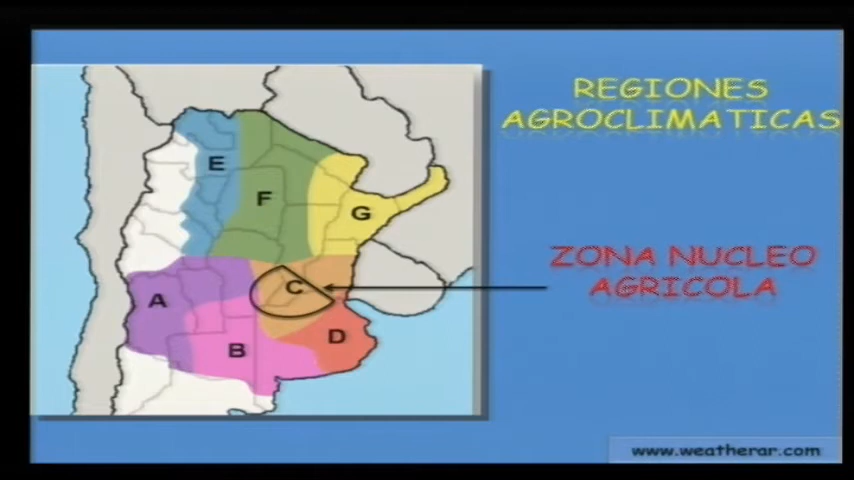 REGIONES
AGROCLIMATICAS
E
F
G
ZONA NUCLEO
AGRICOLA
A
C
B
D
www.weatherar.com